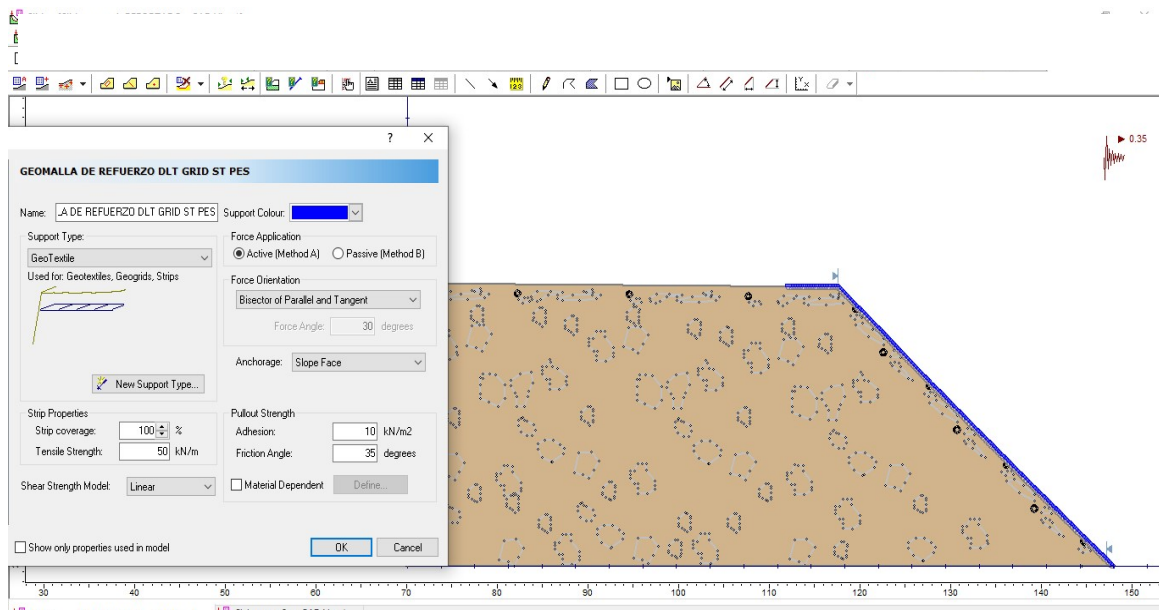 ? ×
GEOMALLA DE REFUERZO DLT GRID ST PES
Name: .A DE REFUERZO DLT GRID ST PES Support Colour:
Support Type:
GeoTextile
Used for: Geotextiles, Geogrids, Strips
New Support Type...
Force Application
Active (Method A) Passive (Method B)
Force Orientation
Bisector of Parallel and Tangent
Force Angle: 30 degrees
Anchorage: Slope Face
Strip Properties
Strip coverage: 100 %
Tensile Strength: 50 kN/m
Pullout Strength
Adhesion: 10 kN/m2
Friction Angle: 35 degrees
Shear Strength Model: Linear
Material Dependent Define...
Show only properties used in model
OK Cancel
0.35
30 40 50 60 70 80 90 100 110 120 130 140 150